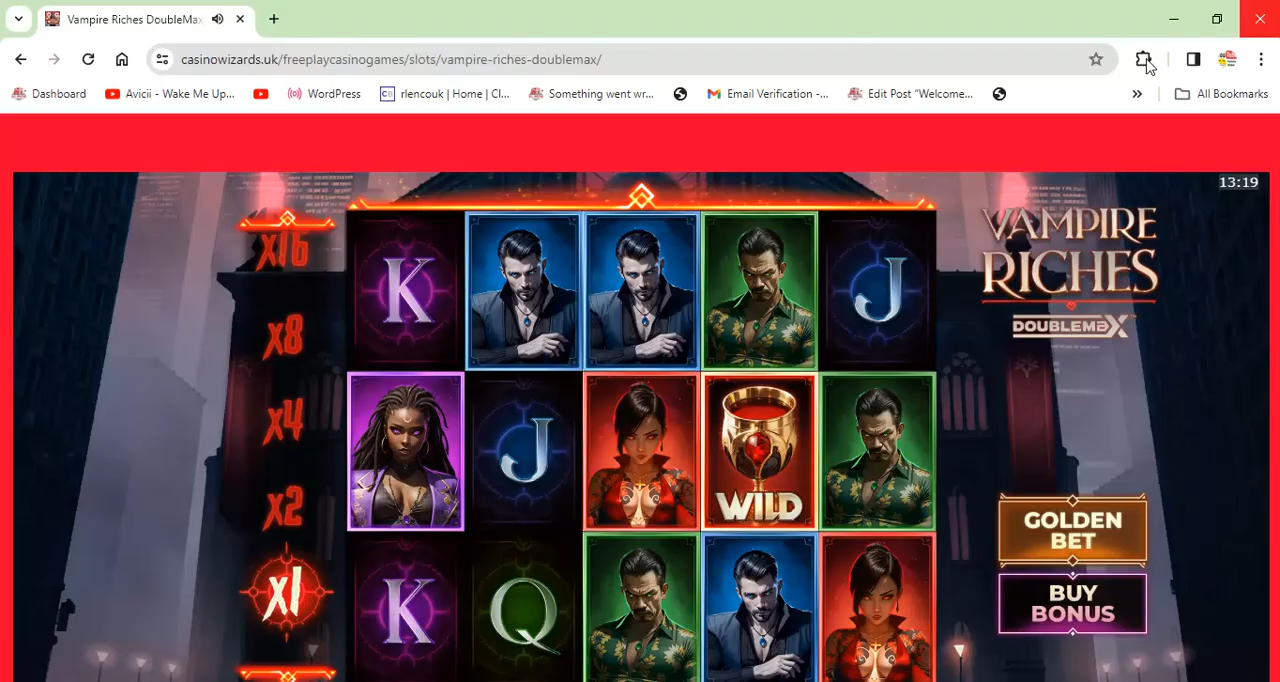 Vampire Riches DoubleMax
casinowizards.uk/freeplaycasinogames/slots/vampire-riches-doublemax/
Dashboard
Avicii - Wake Me Up...
WordPress
rlencouk | Home | Cl...
Something went wr...
Email Verification -...
Edit Post "Welcome...
»
All Bookmarks
13:19
VAMPIRE
RICHES
DOUBLEMAX
x16
x8
x4
x2
x1
K
J
J
WILD
K
Q
GOLDEN
BET
BUY
BONUS